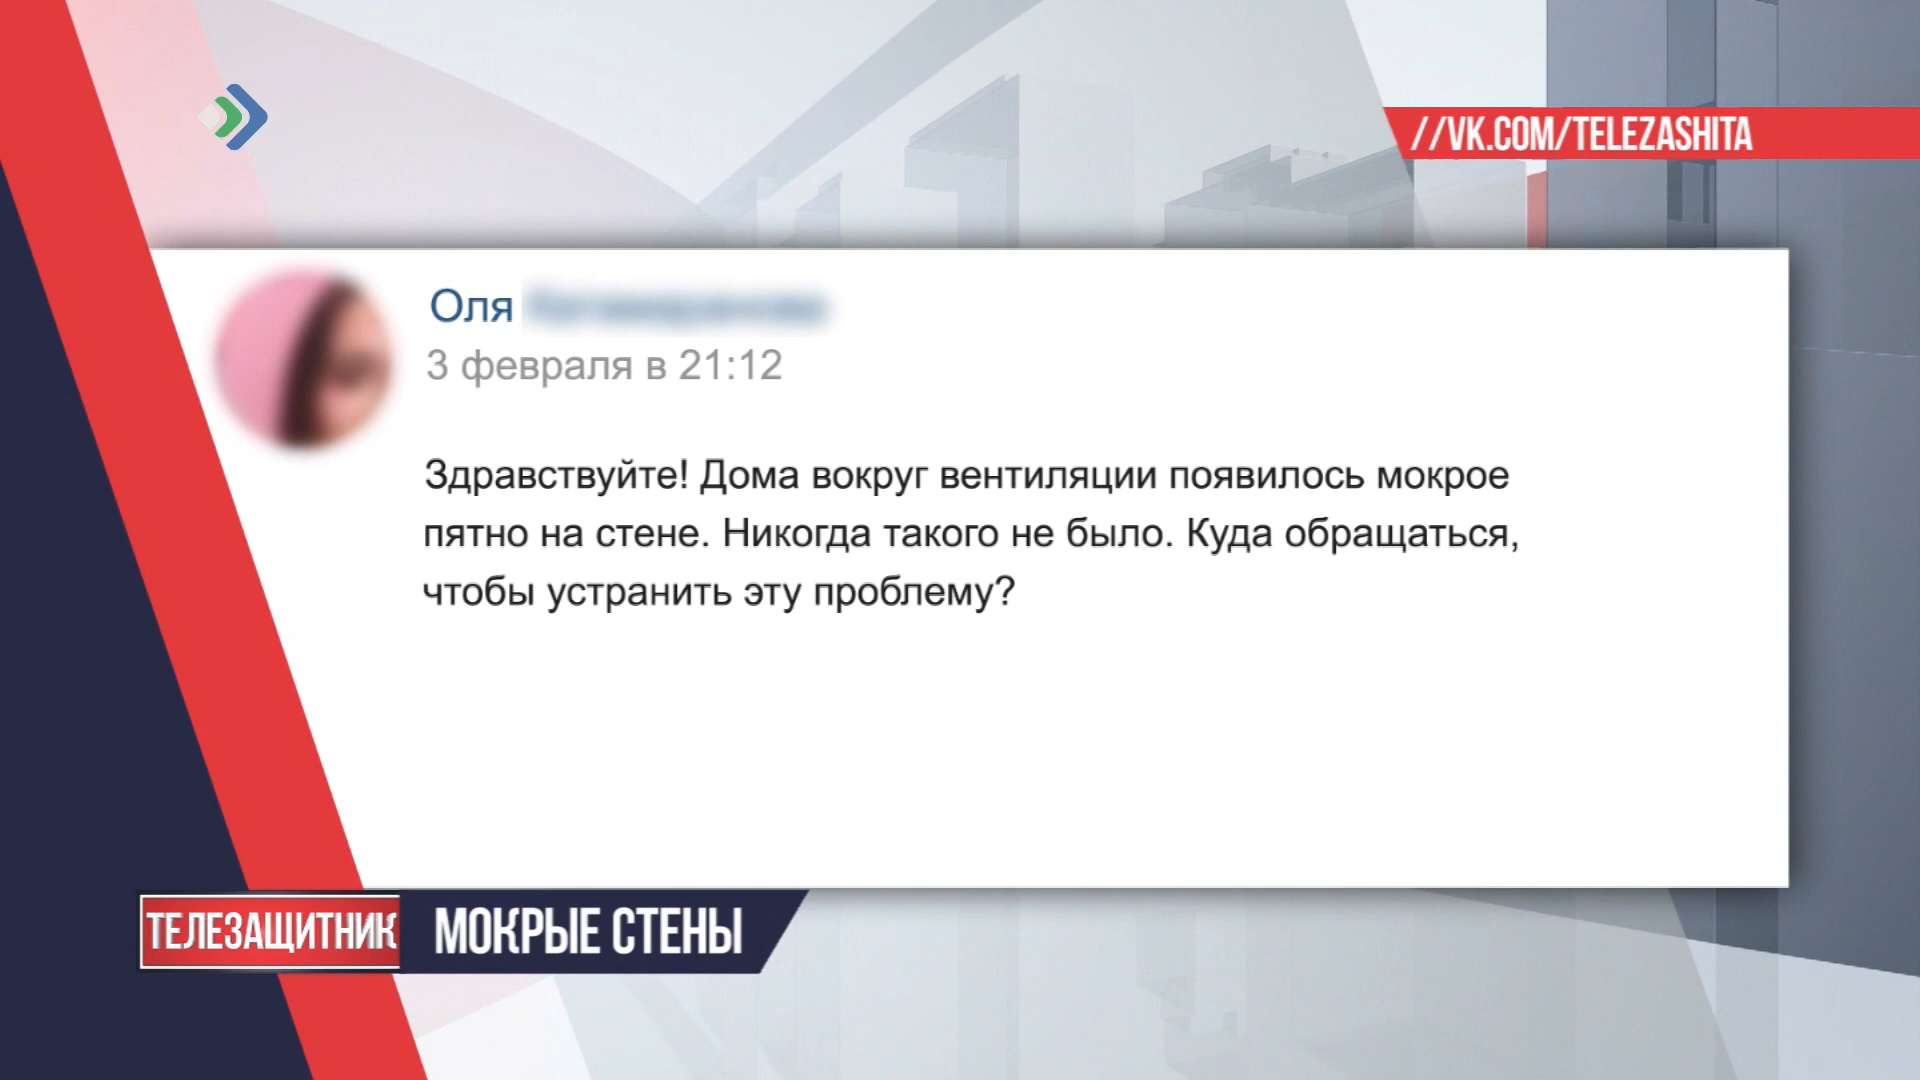 //VK.COM/TELEZASHITA
Оля
3 февраля в 21:12
Здравствуйте! Дома вокруг вентиляции появилось мокрое
пятно на стене. Никогда такого не было. Куда обращаться,
чтобы устранить эту проблему?
ТЕЛЕЗАЩИТНИК МОКРЫЕ СТЕНЫ